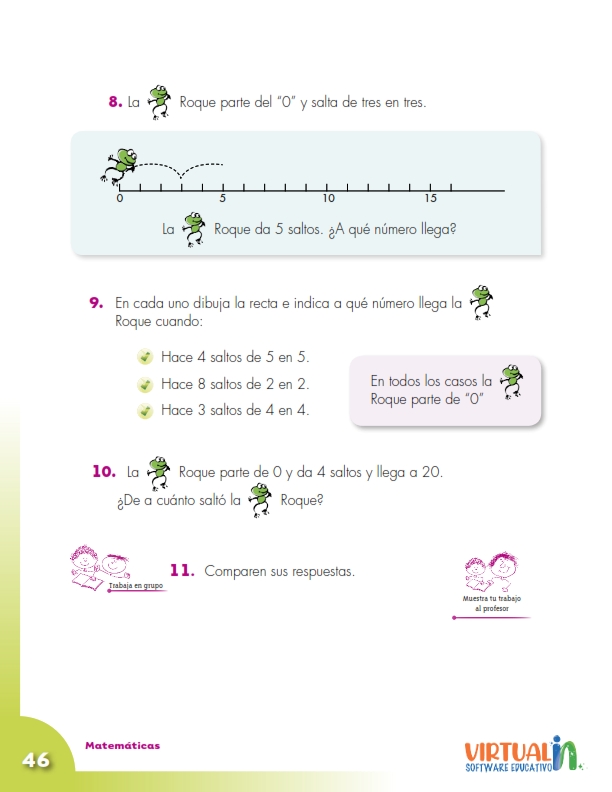 8. La Roque parte del “0” y salta de tres en tres.
0 5 10 15
La Roque da 5 saltos. ¿A qué número llega?
9. En cada uno dibuja la recta e indica a qué número llega la
Roque cuando:
Hace 4 saltos de 5 en 5.
Hace 8 saltos de 2 en 2.
Hace 3 saltos de 4 en 4.
En todos los casos la
Roque parte de “0”
10. La Roque parte de 0 y da 4 saltos y llega a 20.
¿De a cuánto saltó la Roque?
Trabaja en grupo
11. Comparen sus respuestas.
Muestra tu trabajo
al profesor
Matemáticas
46
VIRTUALIN
SOFTWARE EDUCATIVO